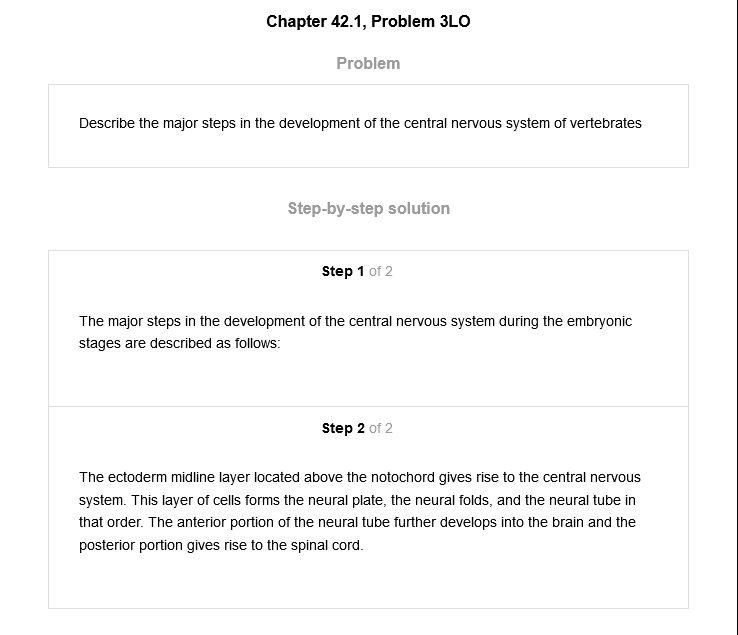 Chapter 42.1, Problem 3LO
Problem
Describe the major steps in the development of the central nervous system of vertebrates
Step-by-step solution
Step 1 of 2
The major steps in the development of the central nervous system during the embryonic
stages are described as follows:
Step 2 of 2
The ectoderm midline layer located above the notochord gives rise to the central nervous
system. This layer of cells forms the neural plate, the neural folds, and the neural tube in
that order. The anterior portion of the neural tube further develops into the brain and the
posterior portion gives rise to the spinal cord.